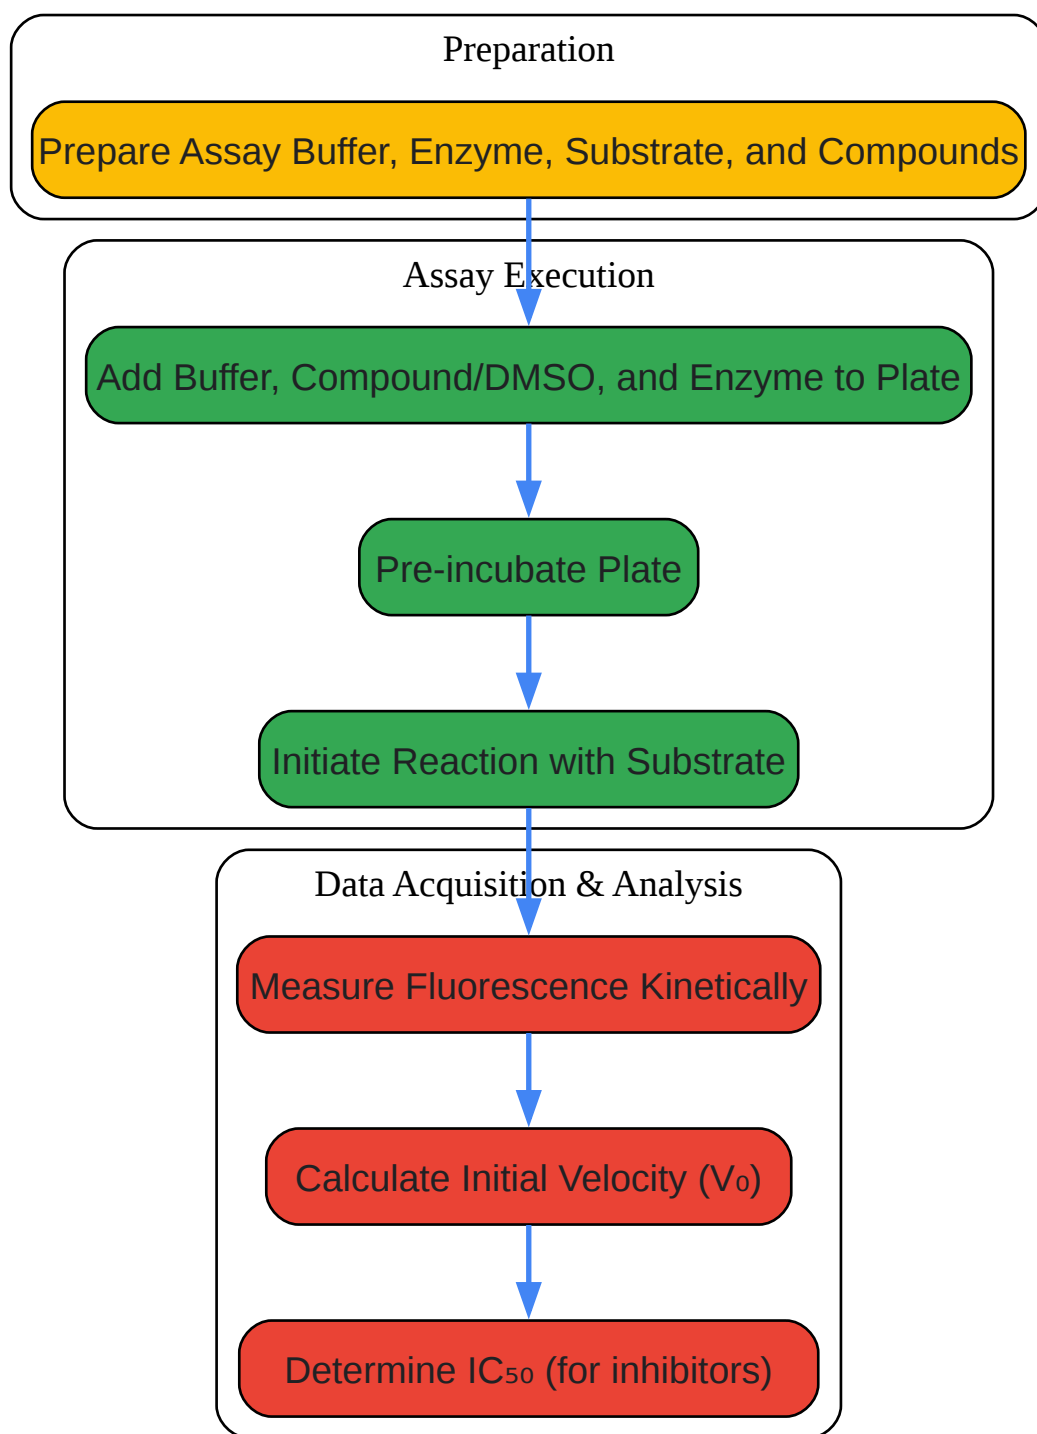 Preparation
Prepare Assay Buffer, Enzyme, Substrate, and Compounds
Assay Execution
Add Buffer, Compound/DMSO, and Enzyme to Plate
Pre-incubate Plate
Initiate Reaction with Substrate
Data Acquisition & Analysis
Measure Fluorescence Kinetically
Calculate Initial Velocity (V₀)
Determine IC₅₀ (for inhibitors)